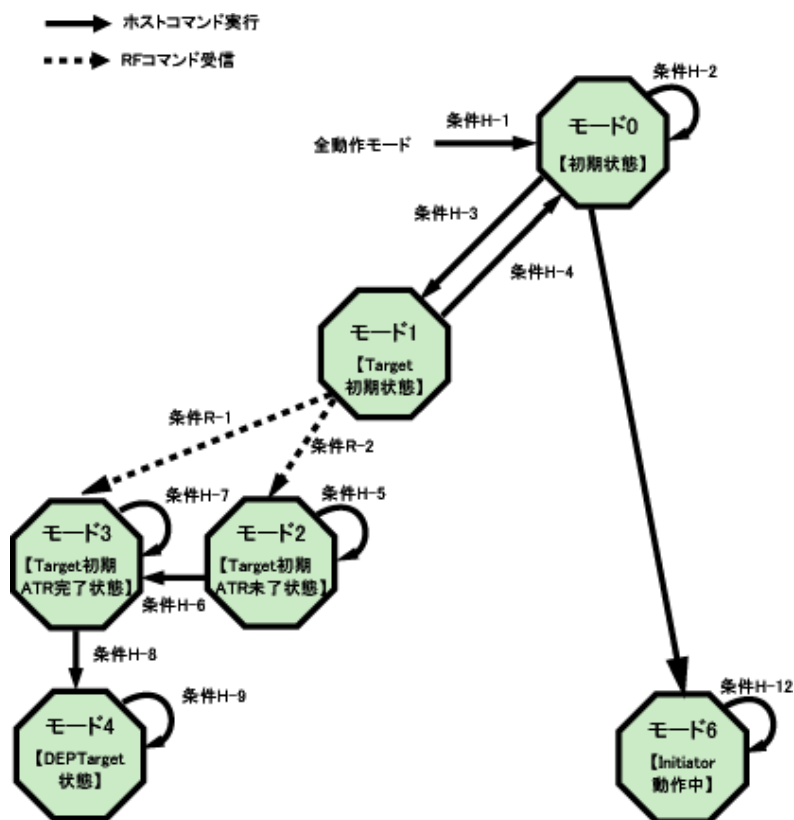 ホストコマンド実行
RFコマンド受信
条件H-2
条件H-1
モード0
全動作モード
【初期状態】
条件H-3
条件H-4
モード1
【Target
初期状態】
条件R-1
条件R-2
条件H-7
条件H-5
モード3
【Target初期
ATR完了状態】
モード2
【Target初期
ATR未了状態】
条件H-6
条件H-8
条件H-9
条件H-12
モード4
【DEPTarget
状態】
モード6
【Initiator
動作中】